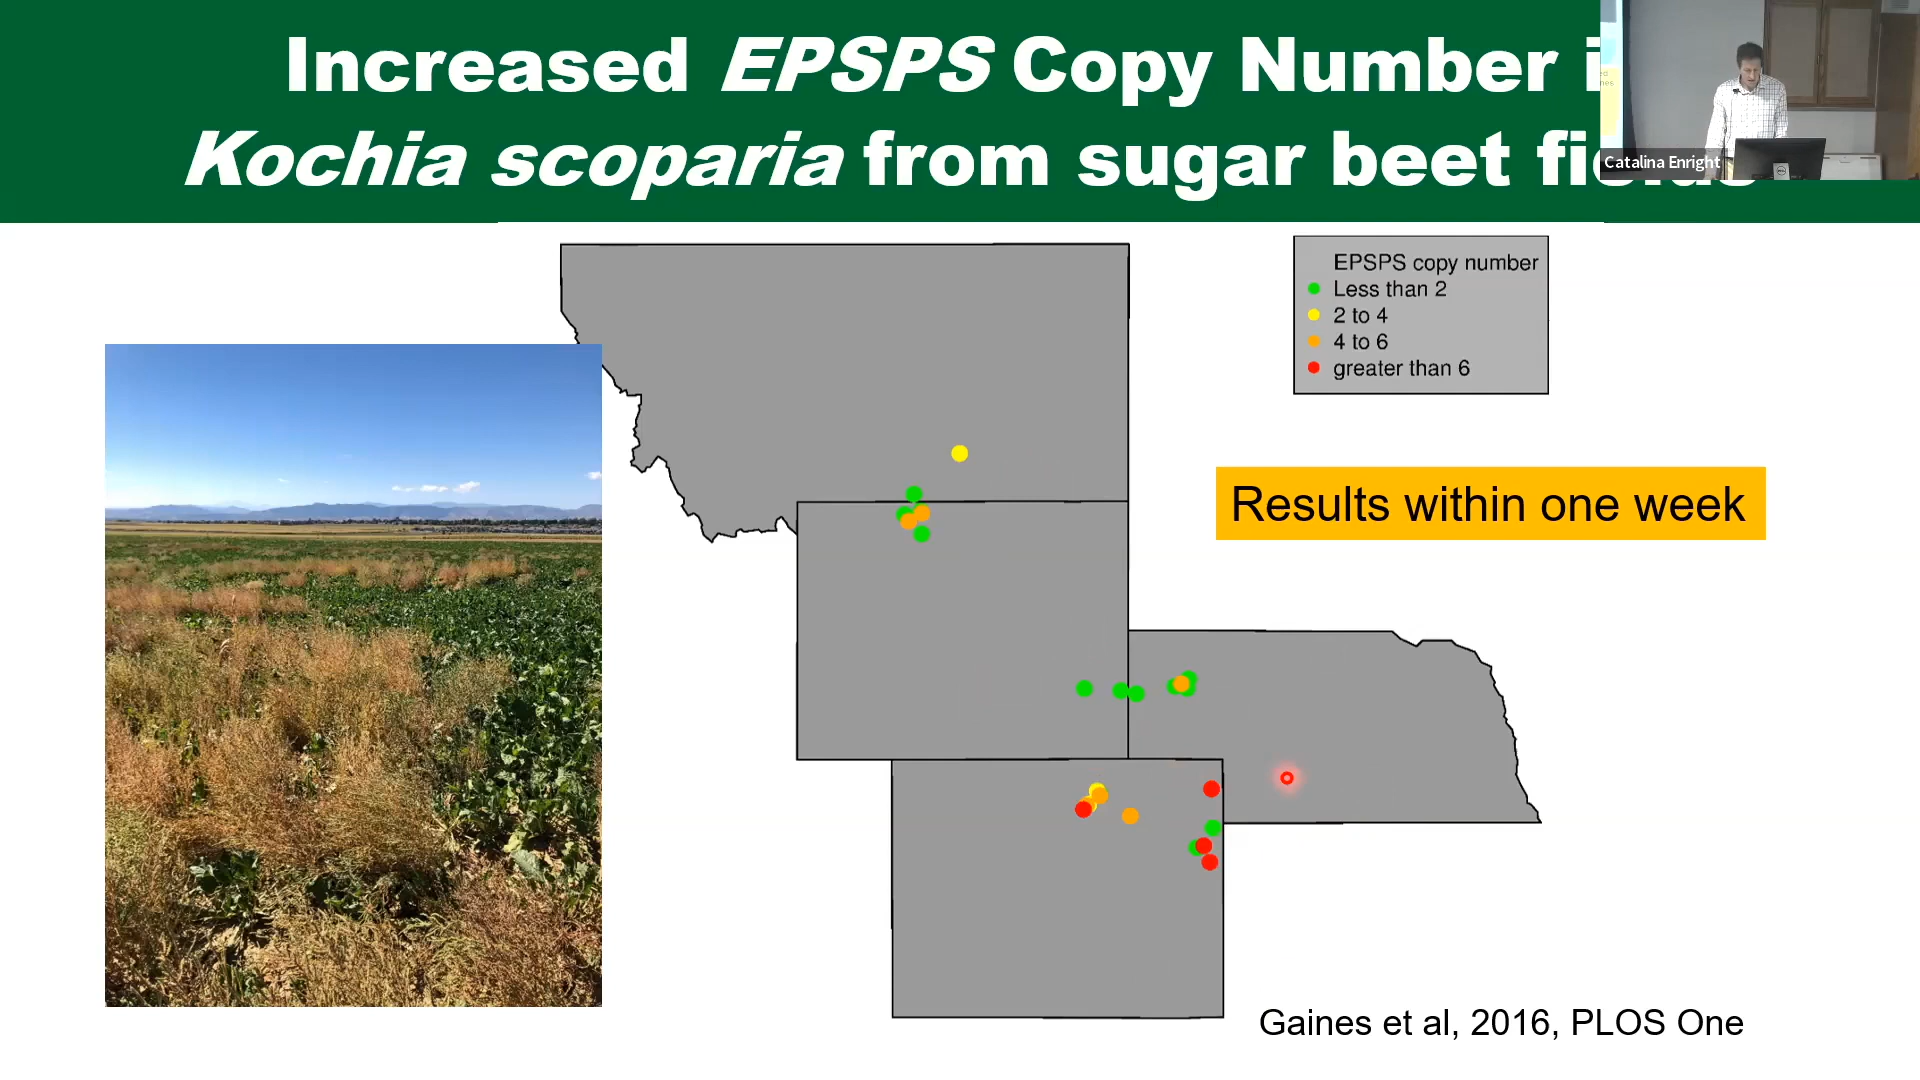 Increased EPSPS Copy Number i
Kochia scoparia from sugar beet fields
Catalina Enright
EPSPS copy number
Less than 2
2 to 4
4 to 6
greater than 6
Results within one week
Gaines et al, 2016, PLOS One